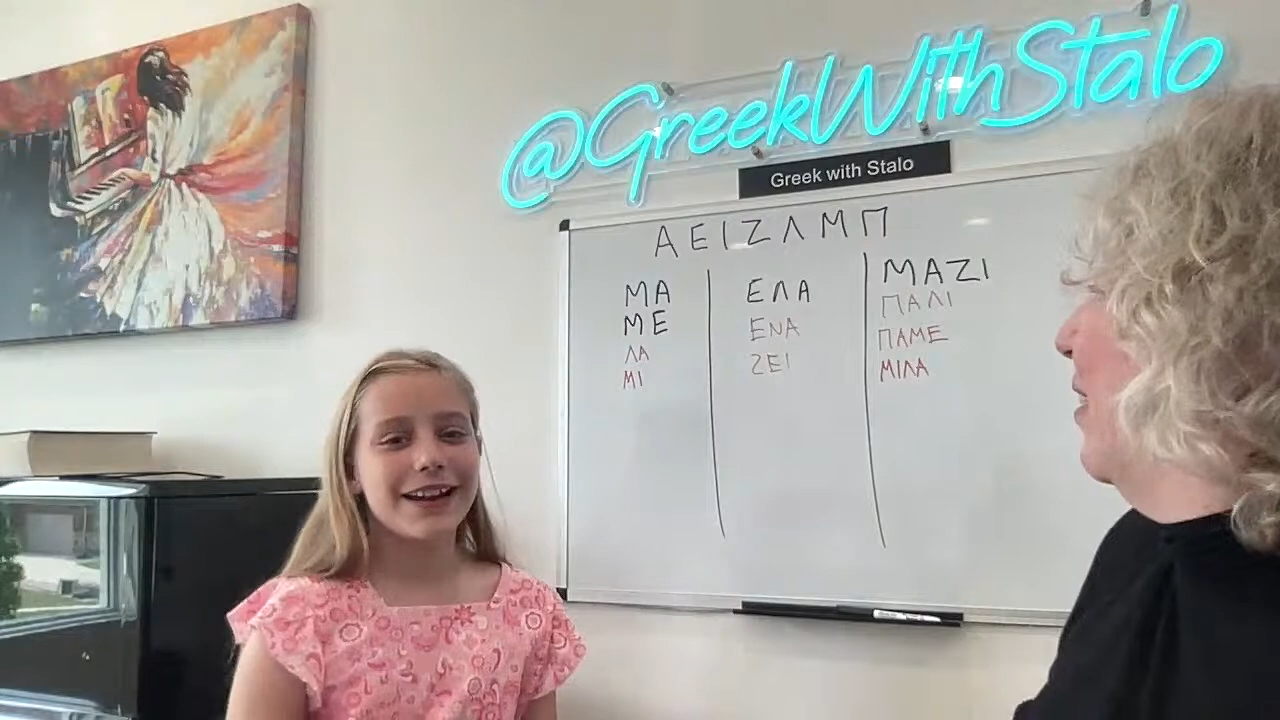 @GreekWithStalo
Greek with Stalo
Α Ε Ι Ζ Λ Μ Π
ΜΑ
ΜΕ
ΛΑ
ΜΙ
ΕΛΑ
ΕΝΑ
ΖΕΙ
ΜΑΖΙ
ΠΑΛΙ
ΠΑΜΕ
ΜΙΛΑ